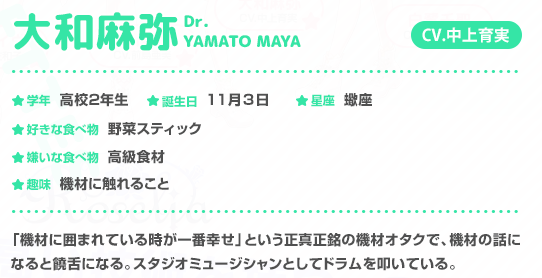 大和麻弥 Dr. YAMATO MAYA CV.中上育実
学年 高校2年生 誕生日 11月3日 星座 蠍座
好きな食べ物 野菜スティック
嫌いな食べ物 高級食材
趣味 機材に触れること
「機材に囲まれている時が一番幸せ」という正真正銘の機材オタクで、機材の話に
なると饒舌になる。スタジオミュージシャンとしてドラムを叩いている。